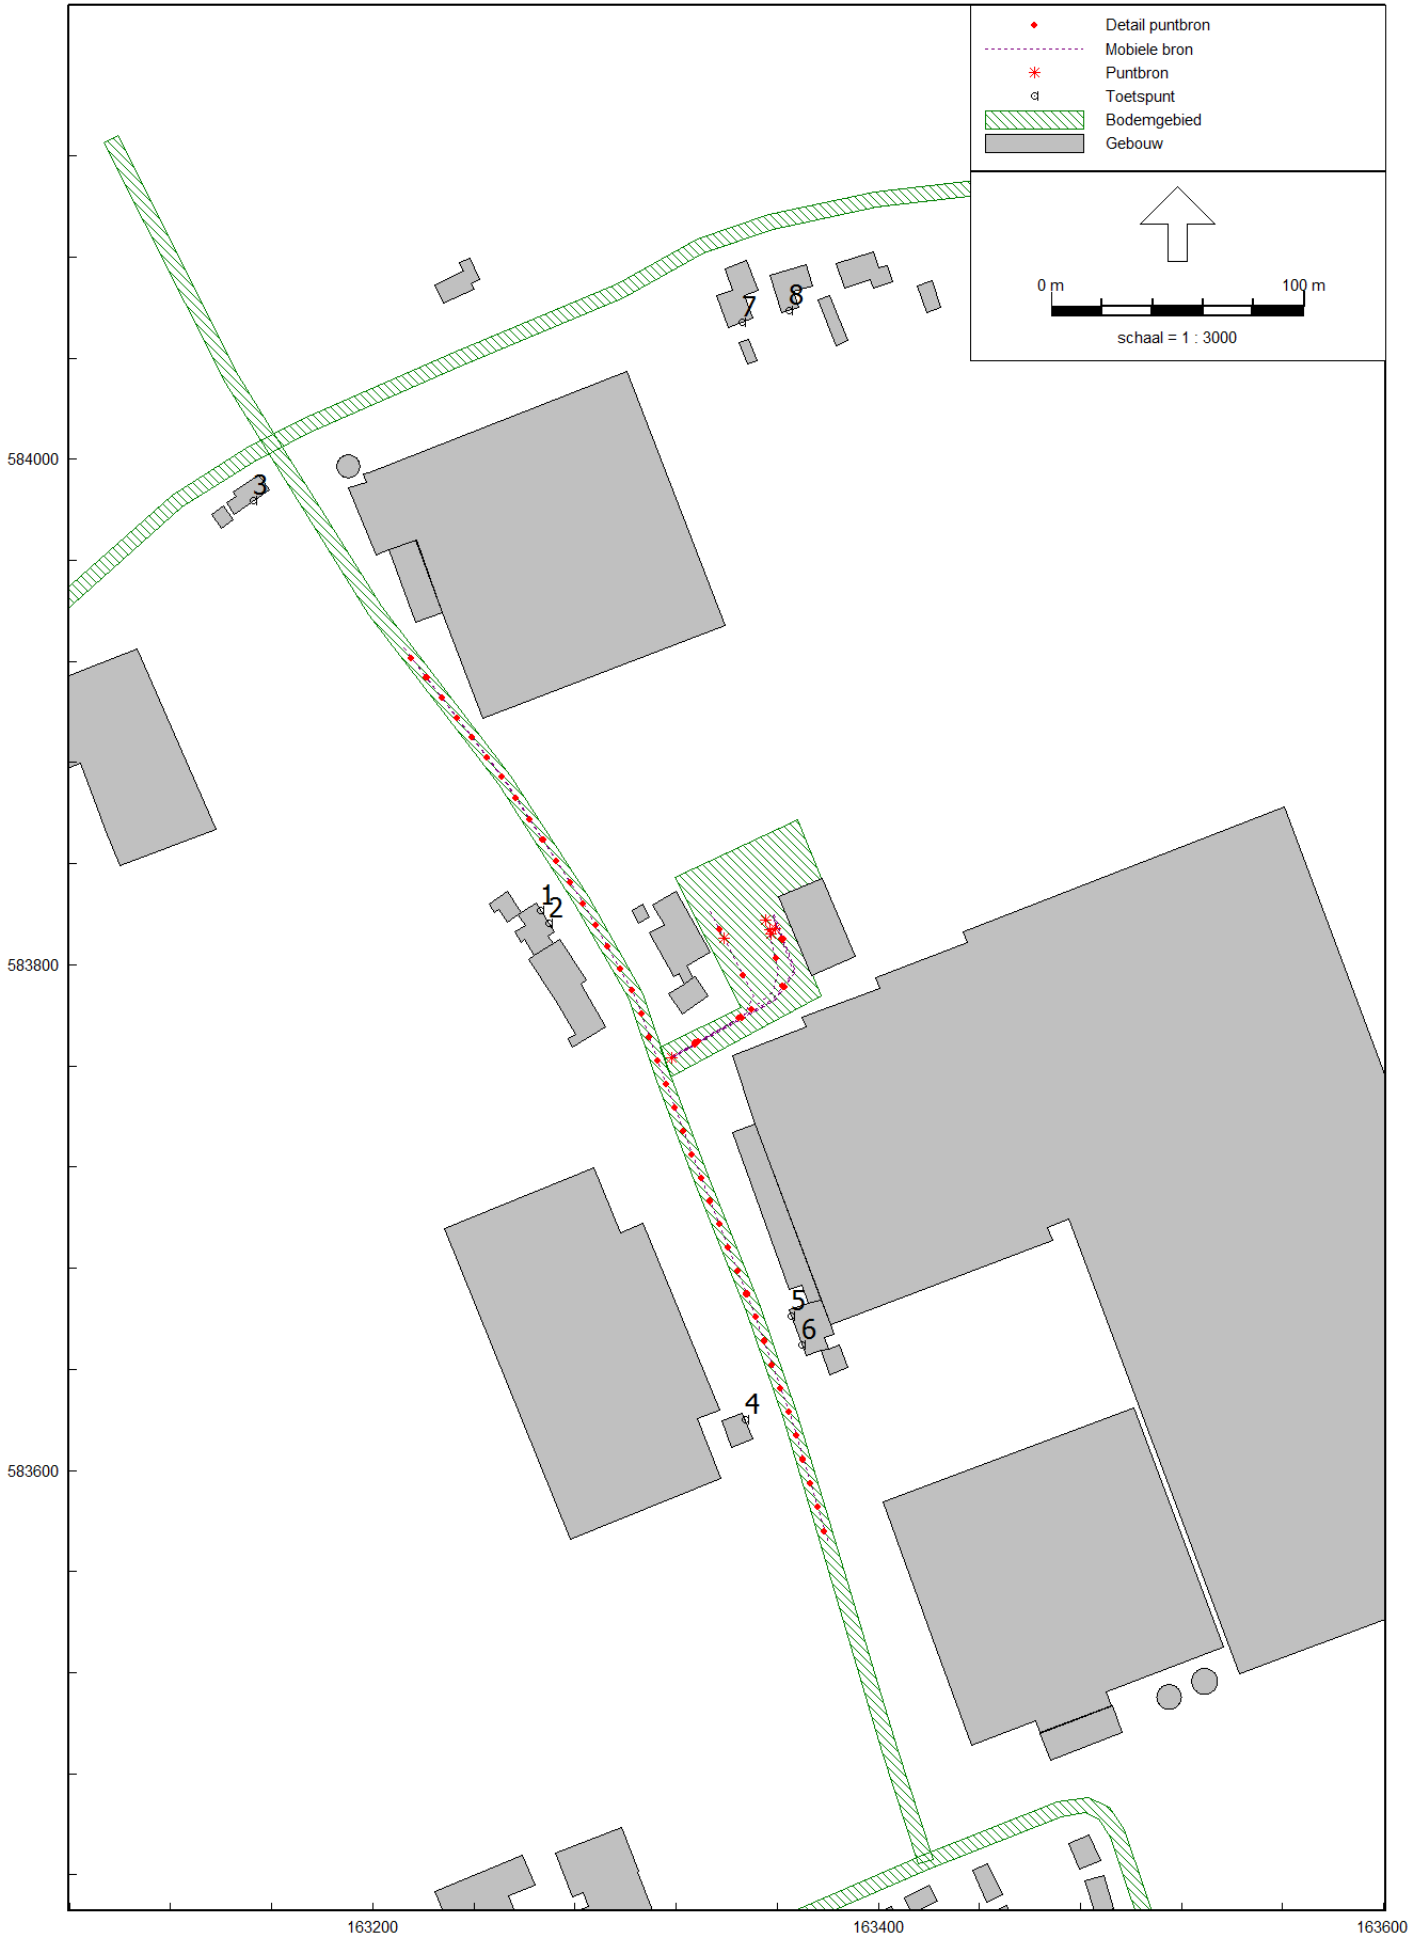 Detail puntbron
Mobiele bron
Puntbron
Toetspunt
Bodemgebied
Gebouw
0 m
100 m
schaal = 1 : 3000
7
8
584000
3
1
2
583800
5
6
4
583600
163200
163400
163600